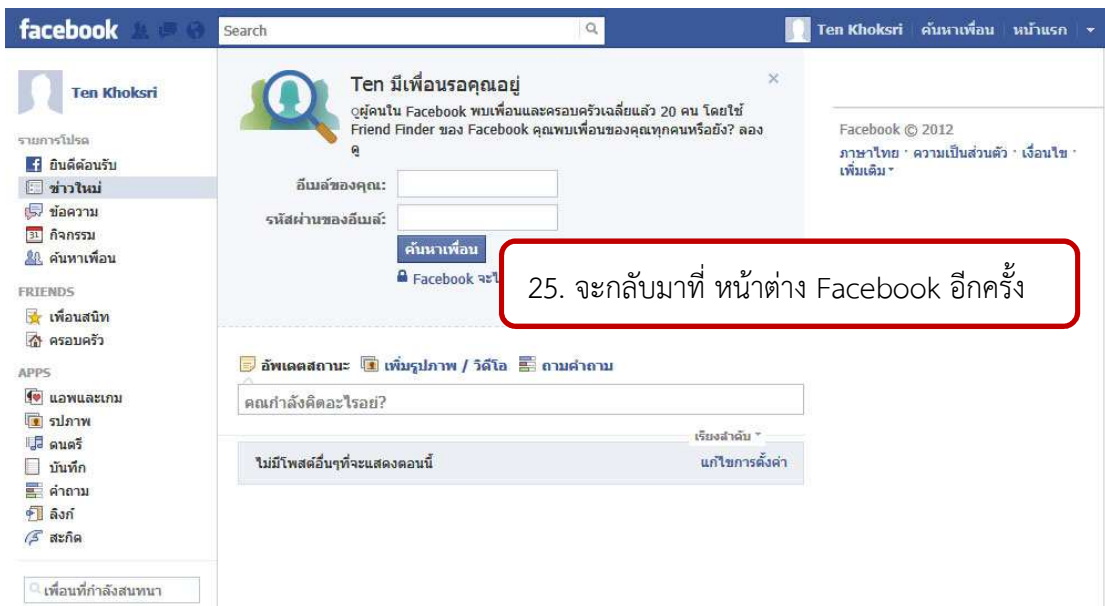 facebook
Search
Ten Khoksri ค้นหาเพื่อน หน้าแรก
Ten Khoksri
รายการโปรด
ยินดีต้อนรับ
ข่าวใหม่
ข้อความ
31 กิจกรรม
ค้นหาเพื่อน
FRIENDS
เพื่อนสนิท
ครอบครัว
APPS
แอพและเกม
รูปภาพ
ดนตรี
บันทึก
คำถาม
ลิงก์
สะกิด
เพื่อนที่กำลังสนทนา
Ten มีเพื่อนรอคุณอยู่
ผู้คนใน Facebook พบเพื่อนและครอบครัวเฉลี่ยแล้ว 20 คน โดยใช้
Friend Finder ของ Facebook คุณพบเพื่อนของคุณทุกคนหรือยัง? ลอง
ดู
อีเมล์ของคุณ:
รหัสผ่านของอีเมล์:
ค้นหาเพื่อน
Facebook จะ
25. จะกลับมาที่ หน้าต่าง Facebook อีกครั้ง
อัพเดตสถานะ เพิ่มรูปภาพ / วิดีโอ ถามคำถาม
คุณกำลังคิดอะไรอยู่?
เรียงลำดับ
ไม่มีโพสต์อื่นๆที่จะแสดงตอนนี้ แก้ไขการตั้งค่า
Facebook © 2012
ภาษาไทย · ความเป็นส่วนตัว · เงื่อนไข ·
เพิ่มเติม